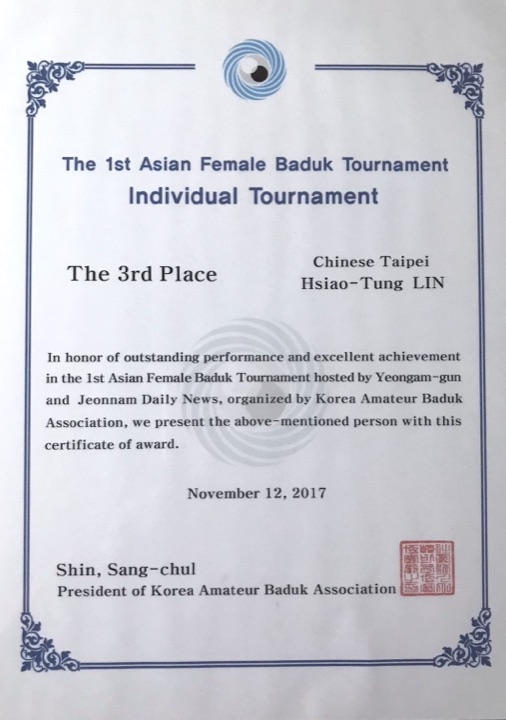 The 1st Asian Female Baduk Tournament
Individual Tournament
The 3rd Place
Chinese Taipei
Hsiao-Tung LIN
In honor of outstanding performance and excellent achievement
in the 1st Asian Female Baduk Tournament hosted by Yeongam-gun
and Jeonnam Daily News, organized by Korea Amateur Baduk
Association, we present the above-mentioned person with this
certificate of award.
November 12, 2017
Shin, Sang-chul
President of Korea Amateur Baduk Association